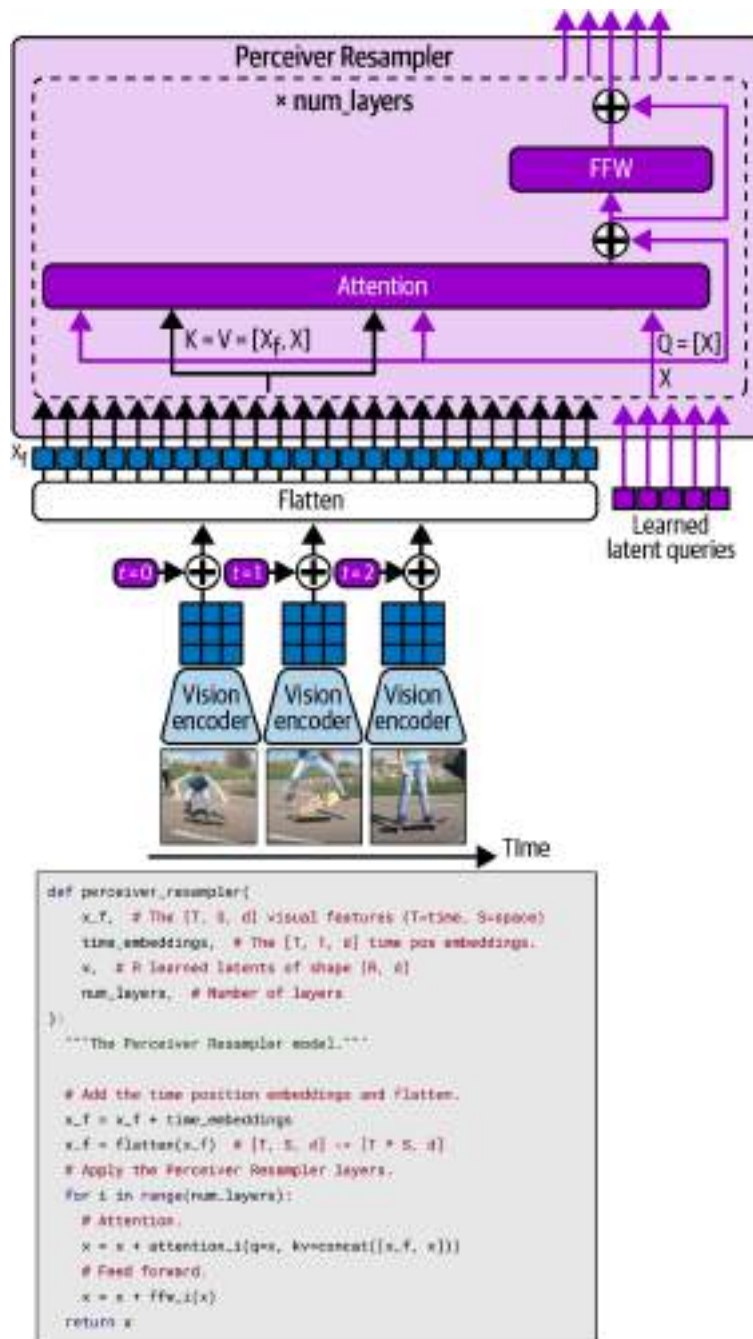 Perceiver Resampler
× num_layers
FFW
Attention
K = V = [Xf, X]
Q = [X]
X
Xf
Flatten
Learned
latent queries
t = 0
t = 1
t = 2
Vision
encoder
Vision
encoder
Vision
encoder
TIme
def perceiver_resampler(
x_f, # The [T, S, d] visual features (T=time, S=space)
time_embeddings, # The [T, 1, d] time pos embeddings.
x, # R learned latents of shape [R, d]
num_layers, # Number of layers
):
"""The Perceiver Resampler model."""
# Add the time position embeddings and flatten.
x_f = x_f + time_embeddings
x_f = flatten(x_f) # [T, S, d] -> [T * S, d]
# Apply the Perceiver Resampler layers.
for i in range(num_layers):
# Attention.
x = x + attention_i(q=x, kv=concat([x_f, x]))
# Feed forward.
x = x + ffw_i(x)
return x